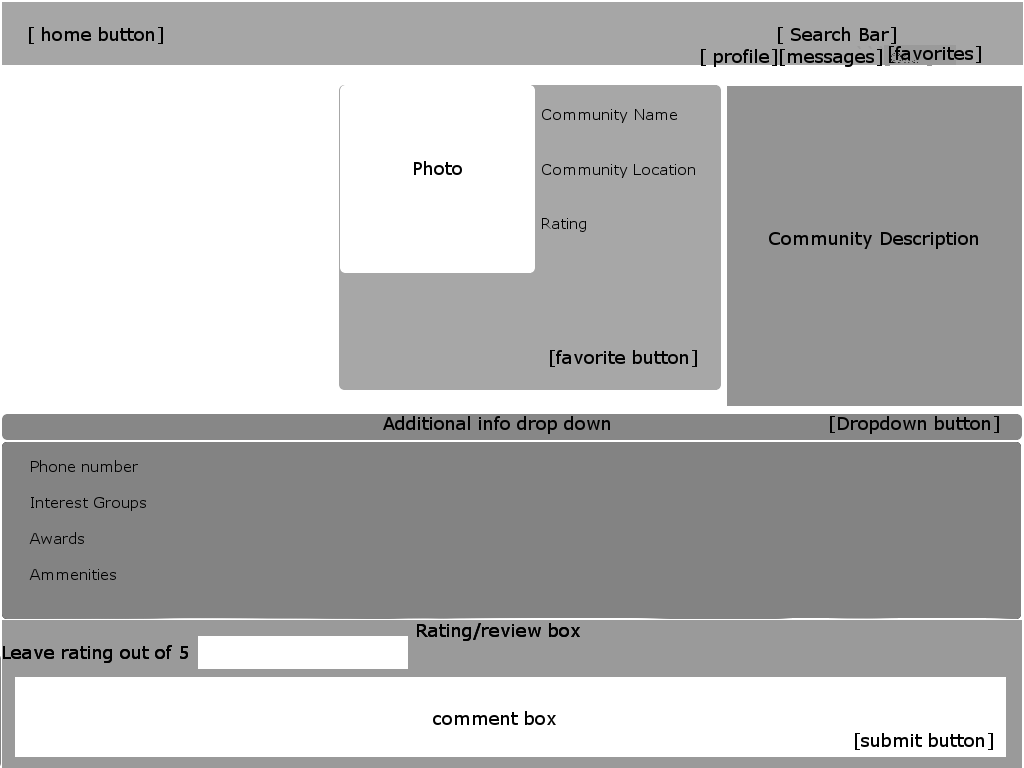 [ home button]
[ Search Bar]
[ profile][messages] [favorites]
Photo
Community Name
Community Location
Rating
[favorite button]
Community Description
Additional info drop down
[Dropdown button]
Phone number
Interest Groups
Awards
Ammenities
Rating/review box
Leave rating out of 5
comment box
[submit button]